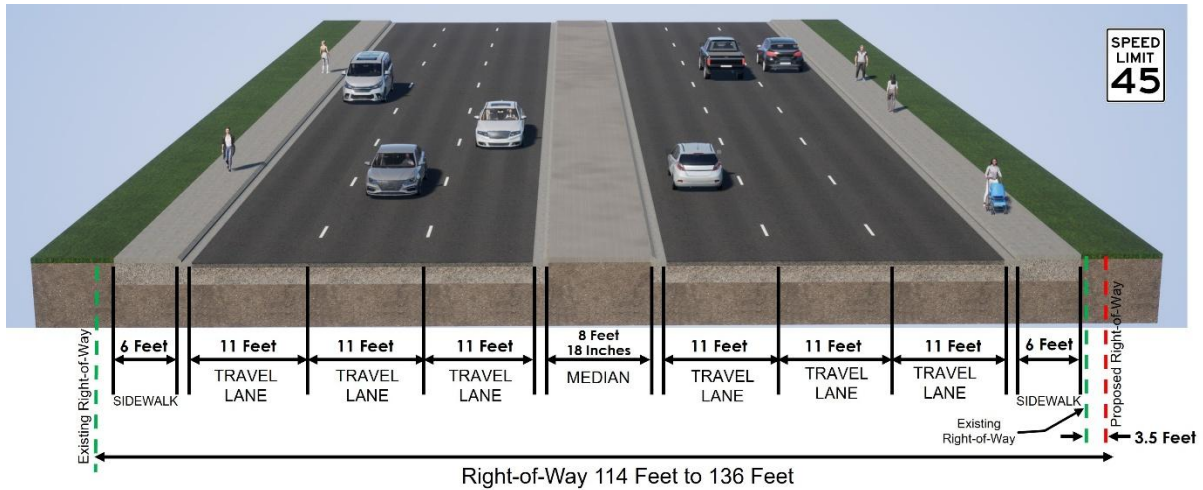 SPEED
LIMIT
45
Existing Right-of-Way
6 Feet
SIDEWALK
11 Feet
TRAVEL
LANE
11 Feet
TRAVEL
LANE
11 Feet
TRAVEL
LANE
8 Feet
18 Inches
MEDIAN
11 Feet
TRAVEL
LANE
11 Feet
TRAVEL
LANE
11 Feet
TRAVEL
LANE
6 Feet
SIDEWALK
Existing
Right-of-Way
Proposed Right-of-Way
3.5 Feet
Right-of-Way 114 Feet to 136 Feet